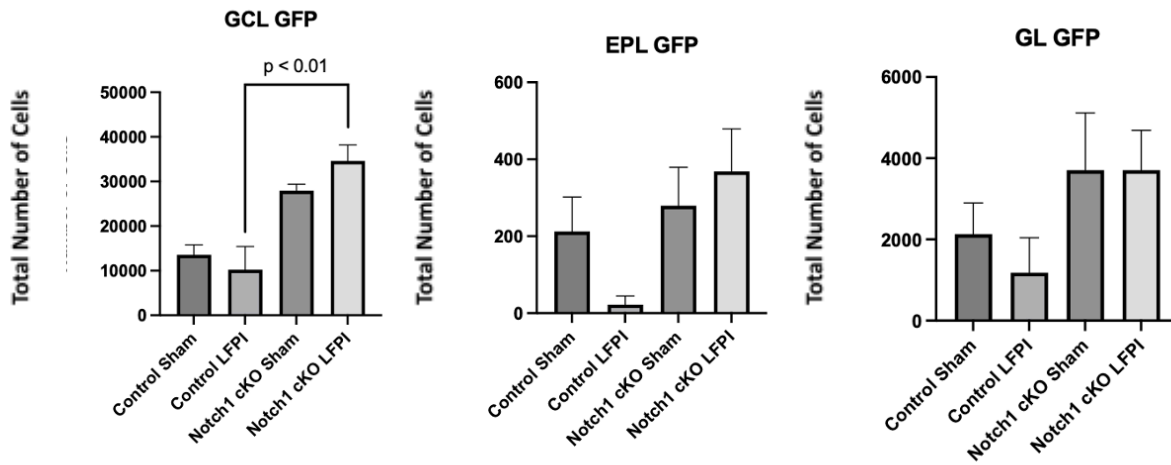 GCL GFP
p < 0.01
Total Number of Cells
50000
40000
30000
20000
10000
0
Control Sham
Control LFPI
Notch1 cKO Sham
Notch1 cKO LFPI
EPL GFP
Total Number of Cells
600
400
200
0
Control Sham
Control LFPI
Notch1 cKO Sham
Notch1 cKO LFPI
GL GFP
Total Number of Cells
6000
4000
2000
0
Control Sham
Control LFPI
Notch1 cKO Sham
Notch1 cKO LFPI